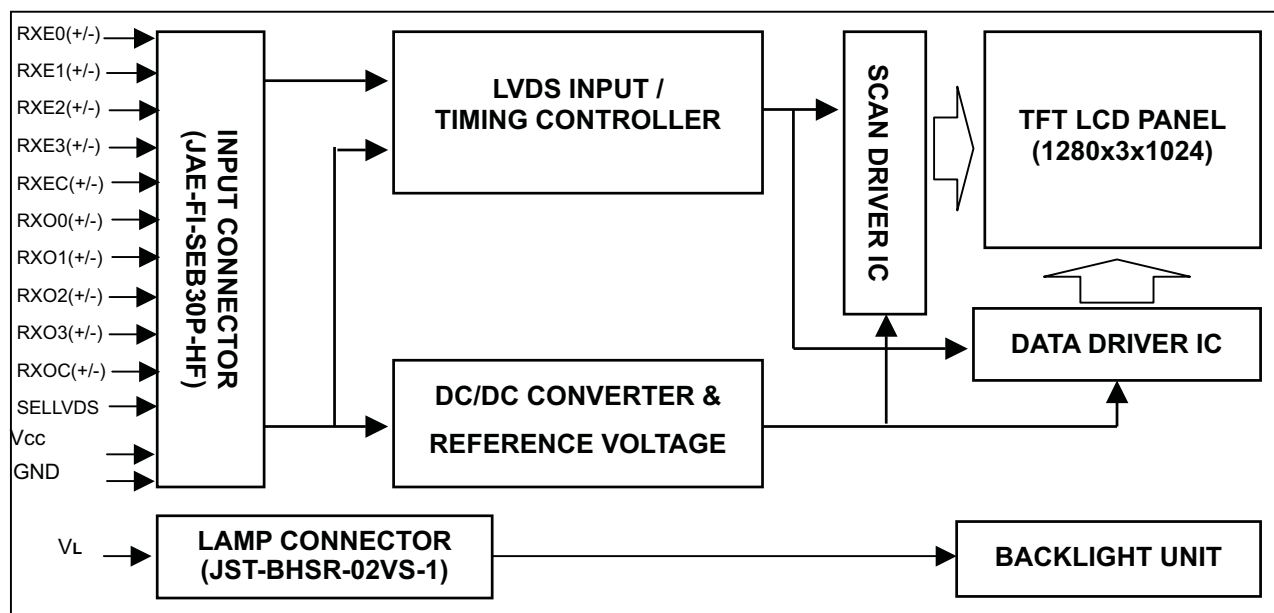 RXE0(+/-)
RXE1(+/-)
RXE2(+/-)
RXE3(+/-)
RXEC(+/-)
RXO0(+/-)
RXO1(+/-)
RXO2(+/-)
RXO3(+/-)
RXOC(+/-)
SELLVDS
Vcc
GND
INPUT CONNECTOR
(JAE-FI-SEB30P-HF)
LVDS INPUT /
TIMING CONTROLLER
SCAN DRIVER IC
TFT LCD PANEL
(1280x3x1024)
DATA DRIVER IC
DC/DC CONVERTER &
REFERENCE VOLTAGE
VL
LAMP CONNECTOR
(JST-BHSR-02VS-1)
BACKLIGHT UNIT